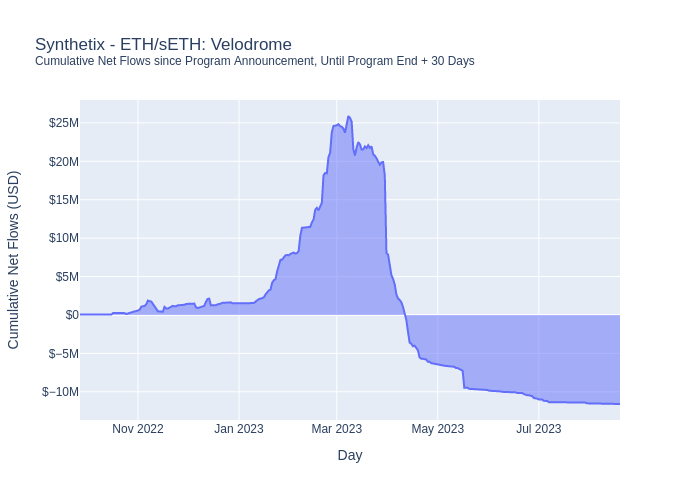 Synthetix - ETH/sETH: Velodrome
Cumulative Net Flows since Program Announcement, Until Program End + 30 Days
Cumulative Net Flows (USD)
$25M
$20M
$15M
$10M
$5M
$0
$−5M
$−10M
Nov 2022
Jan 2023
Mar 2023
May 2023
Jul 2023
Day